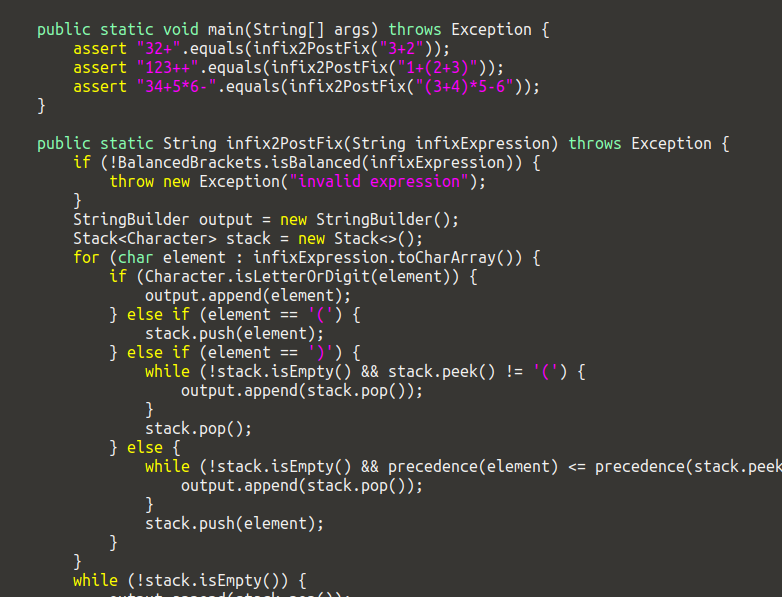 public static void main(String[] args) throws Exception {
assert "32+".equals(infix2PostFix("3+2"));
assert "123++".equals(infix2PostFix("1+(2+3)"));
assert "34+5*6-".equals(infix2PostFix("(3+4)*5-6"));
}
public static String infix2PostFix(String infixExpression) throws Exception {
if (!BalancedBrackets.isBalanced(infixExpression)) {
throw new Exception("invalid expression");
}
StringBuilder output = new StringBuilder();
Stack<Character> stack = new Stack<>();
for (char element : infixExpression.toCharArray()) {
if (Character.isLetterOrDigit(element)) {
output.append(element);
} else if (element == '(') {
stack.push(element);
} else if (element == ')') {
while (!stack.isEmpty() && stack.peek() != '(') {
output.append(stack.pop());
}
stack.pop();
} else {
while (!stack.isEmpty() && precedence(element) <= precedence(stack.peek
output.append(stack.pop());
}
stack.push(element);
}
}
while (!stack.isEmpty()) {